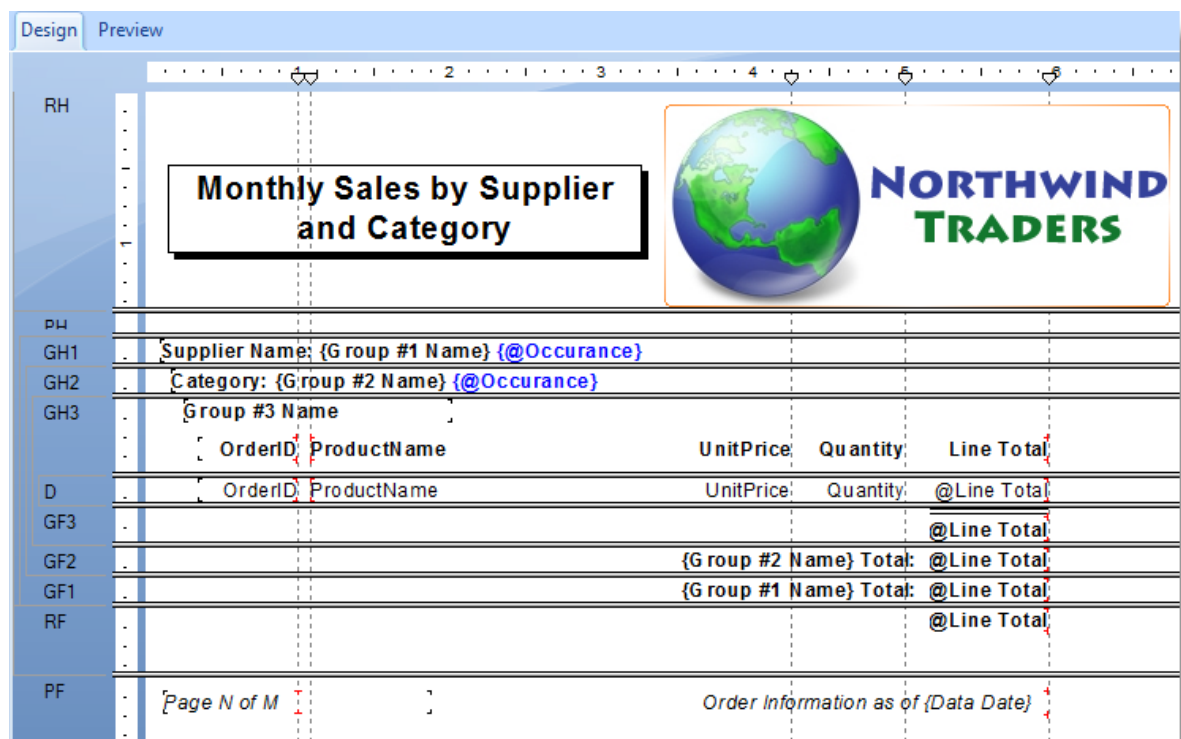 Design Preview
1 2 3 4 5 6
RH
Monthly Sales by Supplier
and Category
NORTHWIND
TRADERS
1
PH
GH1 Supplier Name: {Group #1 Name} {@Occurance}
GH2 Category: {Group #2 Name} {@Occurance}
GH3 Group #3 Name
OrderID ProductName UnitPrice Quantity Line Total
D OrderID ProductName UnitPrice Quantity @Line Total
GF3 @Line Total
GF2 {Group #2 Name} Total: @Line Total
GF1 {Group #1 Name} Total: @Line Total
RF @Line Total
PF Page N of M Order Information as of {Data Date}